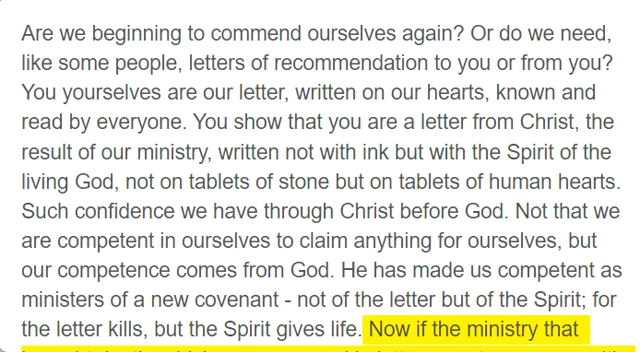 Are we beginning to commend ourselves again? Or do we need,
like some people, letters of recommendation to you or from you?
You yourselves are our letter, written on our hearts, known and
read by everyone. You show that you are a letter from Christ, the
result of our ministry, written not with ink but with the Spirit of the
living God, not on tablets of stone but on tablets of human hearts.
Such confidence we have through Christ before God. Not that we
are competent in ourselves to claim anything for ourselves, but
our competence comes from God. He has made us competent as
ministers of a new covenant - not of the letter but of the Spirit; for
the letter kills, but the Spirit gives life. Now if the ministry that